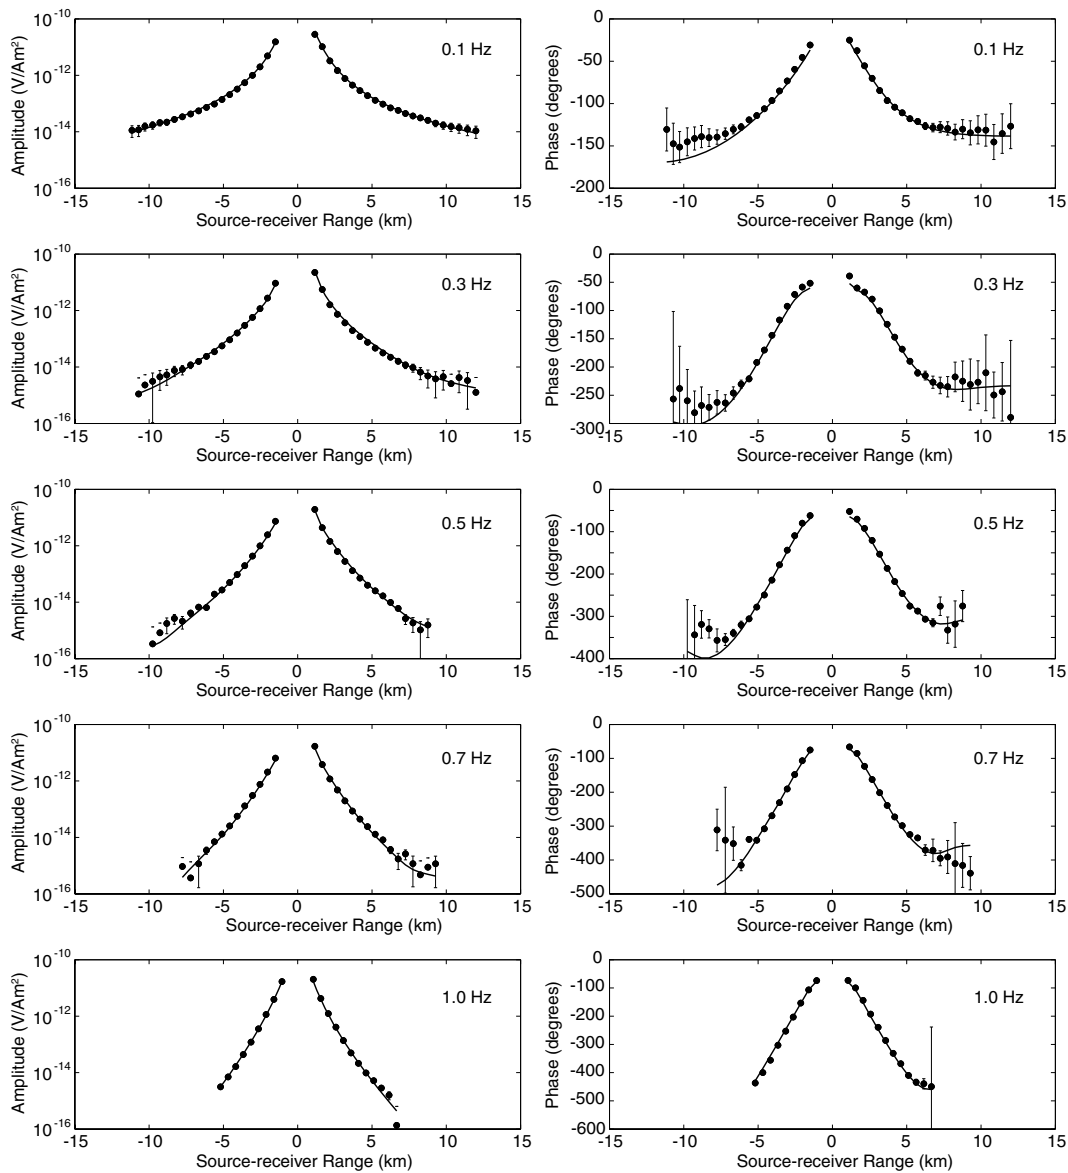 10⁻¹⁰
10⁻¹²
10⁻¹⁴
10⁻¹⁶
Amplitude (V/Am²)
0.1 Hz
-15 -10 -5 0 5 10 15
Source-receiver Range (km)
0
-50
-100
-150
-200
Phase (degrees)
0.1 Hz
-15 -10 -5 0 5 10 15
Source-receiver Range (km)
10⁻¹⁰
10⁻¹²
10⁻¹⁴
10⁻¹⁶
Amplitude (V/Am²)
0.3 Hz
-15 -10 -5 0 5 10 15
Source-receiver Range (km)
0
-50
-100
-150
-200
-250
-300
Phase (degrees)
0.3 Hz
-15 -10 -5 0 5 10 15
Source-receiver Range (km)
10⁻¹⁰
10⁻¹²
10⁻¹⁴
10⁻¹⁶
Amplitude (V/Am²)
0.5 Hz
-15 -10 -5 0 5 10 15
Source-receiver Range (km)
0
-100
-200
-300
-400
Phase (degrees)
0.5 Hz
-15 -10 -5 0 5 10 15
Source-receiver Range (km)
10⁻¹⁰
10⁻¹²
10⁻¹⁴
10⁻¹⁶
Amplitude (V/Am²)
0.7 Hz
-15 -10 -5 0 5 10 15
Source-receiver Range (km)
0
-100
-200
-300
-400
-500
Phase (degrees)
0.7 Hz
-15 -10 -5 0 5 10 15
Source-receiver Range (km)
10⁻¹⁰
10⁻¹²
10⁻¹⁴
10⁻¹⁶
Amplitude (V/Am²)
1.0 Hz
-15 -10 -5 0 5 10 15
Source-receiver Range (km)
0
-100
-200
-300
-400
-500
-600
Phase (degrees)
1.0 Hz
-15 -10 -5 0 5 10 15
Source-receiver Range (km)